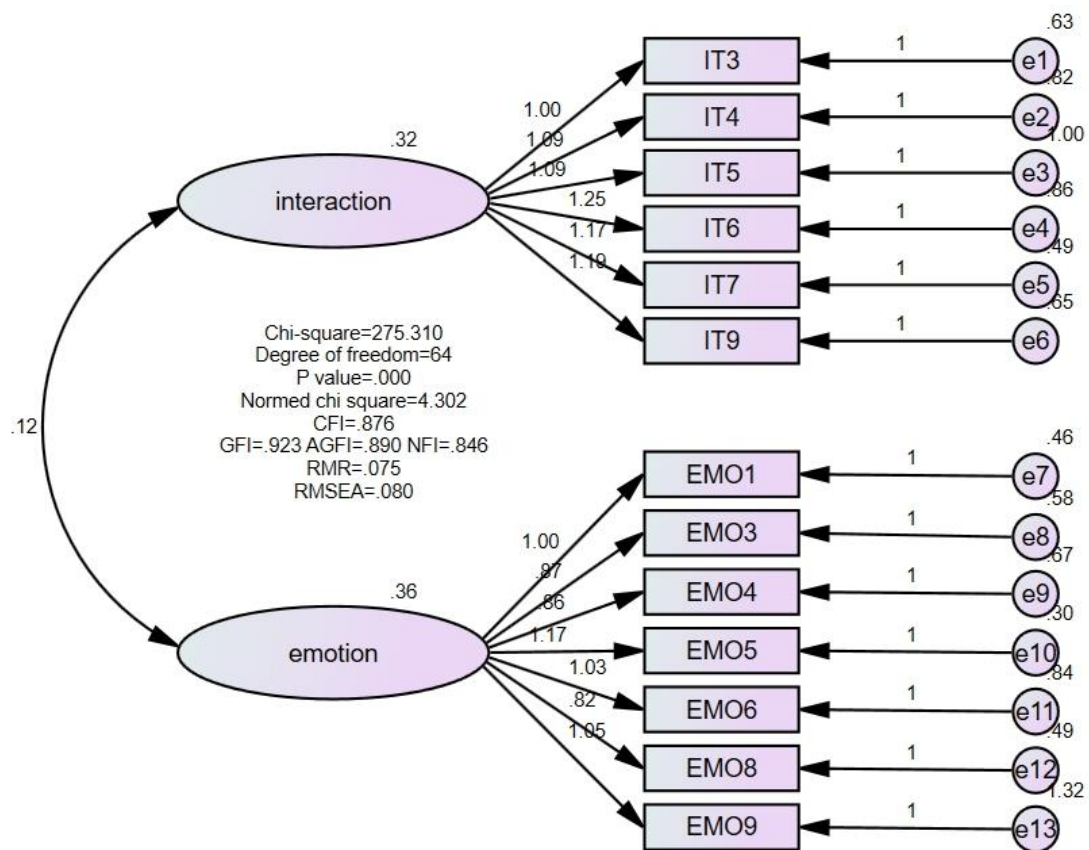 .63
IT3
1
e1
1.00
.82
IT4
1
e2
1.09
1.00
IT5
1
e3
1.09
.86
IT6
1
e4
1.25
.49
IT7
1
e5
1.17
.65
IT9
1
e6
1.19
.32
interaction
Chi-square=275.310
Degree of freedom=64
P value=.000
Normed chi square=4.302
CFI=.876
GFI=.923 AGFI=.890 NFI=.846
RMR=.075
RMSEA=.080
.12
.46
EMO1
1
e7
1.00
.58
EMO3
1
e8
.87
.67
EMO4
1
e9
.86
.30
EMO5
1
e10
1.17
.84
EMO6
1
e11
1.03
.49
EMO8
1
e12
.82
1.32
EMO9
1
e13
1.05
.36
emotion